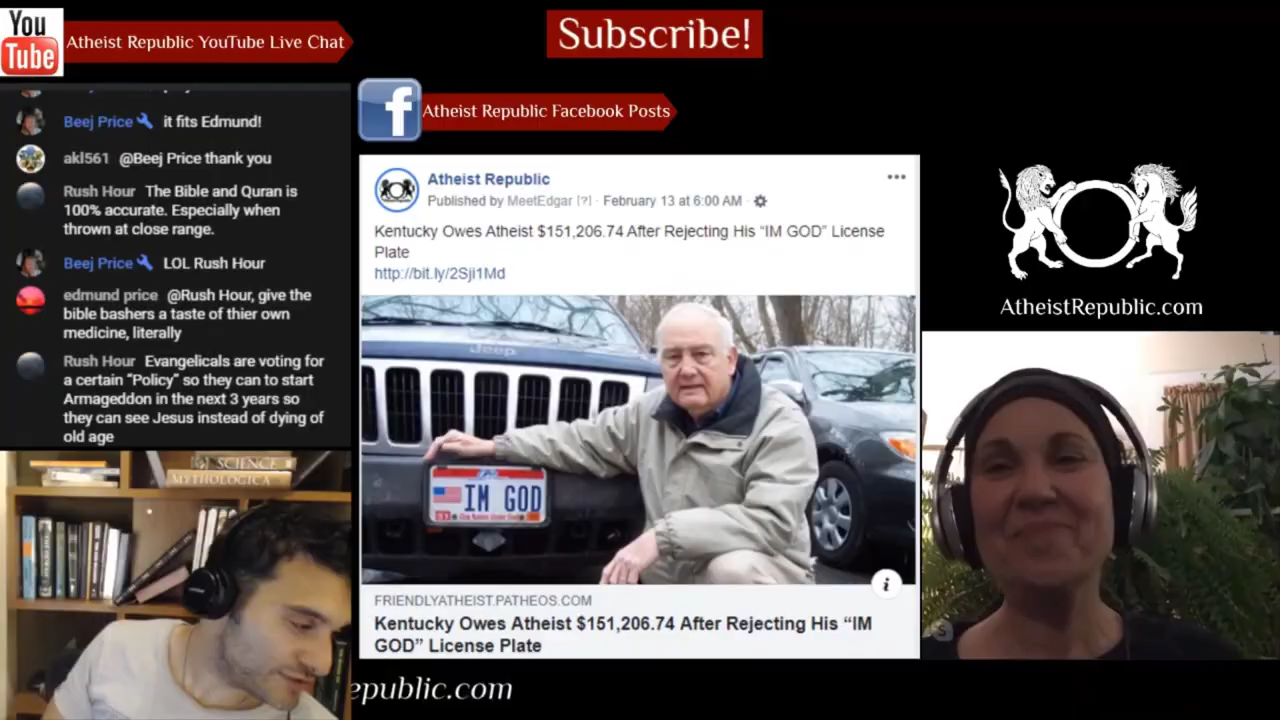 You
Tube
Atheist Republic YouTube Live Chat
Subscribe!
Beej Price it fits Edmund!
akl561 @Beej Price thank you
Rush Hour The Bible and Quran is
100% accurate. Especially when
thrown at close range.
Beej Price LOL Rush Hour
edmund price @Rush Hour, give the
bible bashers a taste of thier own
medicine, literally
Rush Hour Evangelicals are voting for
a certain “Policy” so they can to start
Armageddon in the next 3 years so
they can see Jesus instead of dying of
old age
f
Atheist Republic Facebook Posts
Atheist Republic
Published by MeetEdgar [?] · February 13 at 6:00 AM ·
Kentucky Owes Atheist $151,206.74 After Rejecting His “IM GOD” License
Plate
http://bit.ly/2Sji1Md
Jeep
IM GOD
i
FRIENDLYATHEIST.PATHEOS.COM
Kentucky Owes Atheist $151,206.74 After Rejecting His “IM
GOD” License Plate
AtheistRepublic.com
SCIENCE
MYTHOLOGICA
epublic.com